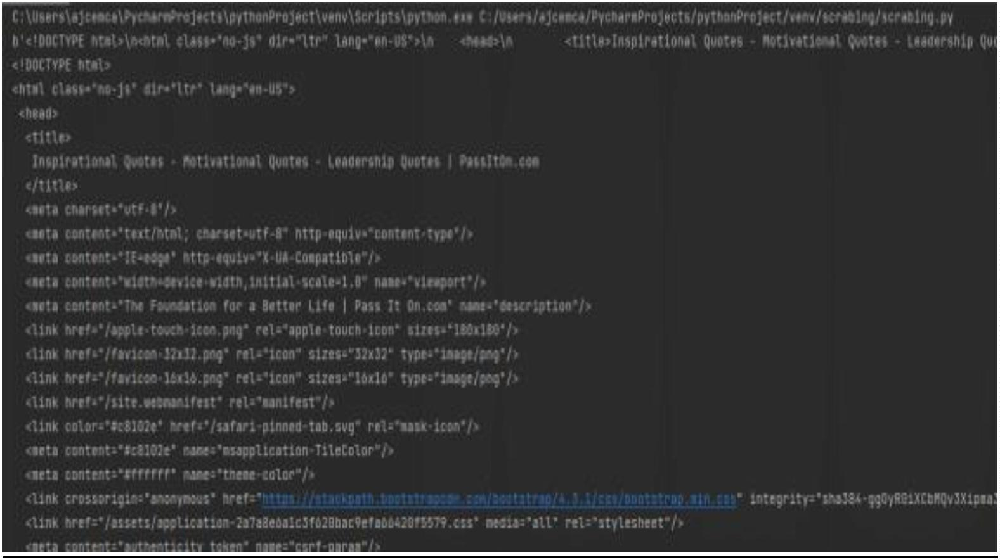 C:\Users\ajcemca\PycharmProjects\pythonProject\venv\Scripts\python.exe C:/Users/ajcemca/PycharmProjects/pythonProject/venv/scrabing/scrabing.py
b'<!DOCTYPE html>\n<html class="no-js" dir="ltr" lang="en-US">\n    <head>\n        <title>Inspirational Quotes - Motivational Quotes - Leadership Quo
<!DOCTYPE html>
<html class="no-js" dir="ltr" lang="en-US">
<head>
<title>
Inspirational Quotes - Motivational Quotes - Leadership Quotes | PassItOn.com
</title>
<meta charset="utf-8"/>
<meta content="text/html; charset=utf-8" http-equiv="content-type"/>
<meta content="IE=edge" http-equiv="X-UA-Compatible"/>
<meta content="width=device-width,initial-scale=1.0" name="viewport"/>
<meta content="The Foundation for a Better Life | Pass It On.com" name="description"/>
<link href="/apple-touch-icon.png" rel="apple-touch-icon" sizes="180x180"/>
<link href="/favicon-32x32.png" rel="icon" sizes="32x32" type="image/png"/>
<link href="/favicon-16x16.png" rel="icon" sizes="16x16" type="image/png"/>
<link href="/site.webmanifest" rel="manifest"/>
<link color="#c8102e" href="/safari-pinned-tab.svg" rel="mask-icon"/>
<meta content="#c8102e" name="msapplication-TileColor"/>
<meta content="#ffffff" name="theme-color"/>
<link crossorigin="anonymous" href="https://stackpath.bootstrapcdn.com/bootstrap/4.3.1/css/bootstrap.min.css" integrity="sha384-ggOyR0iXCbMQv3Xipma3
<link href="/assets/application-2a7a8e6a1c3f628bac9efa66420f5579.css" media="all" rel="stylesheet"/>
<meta content="authenticity_token" name="csrf-param"/>